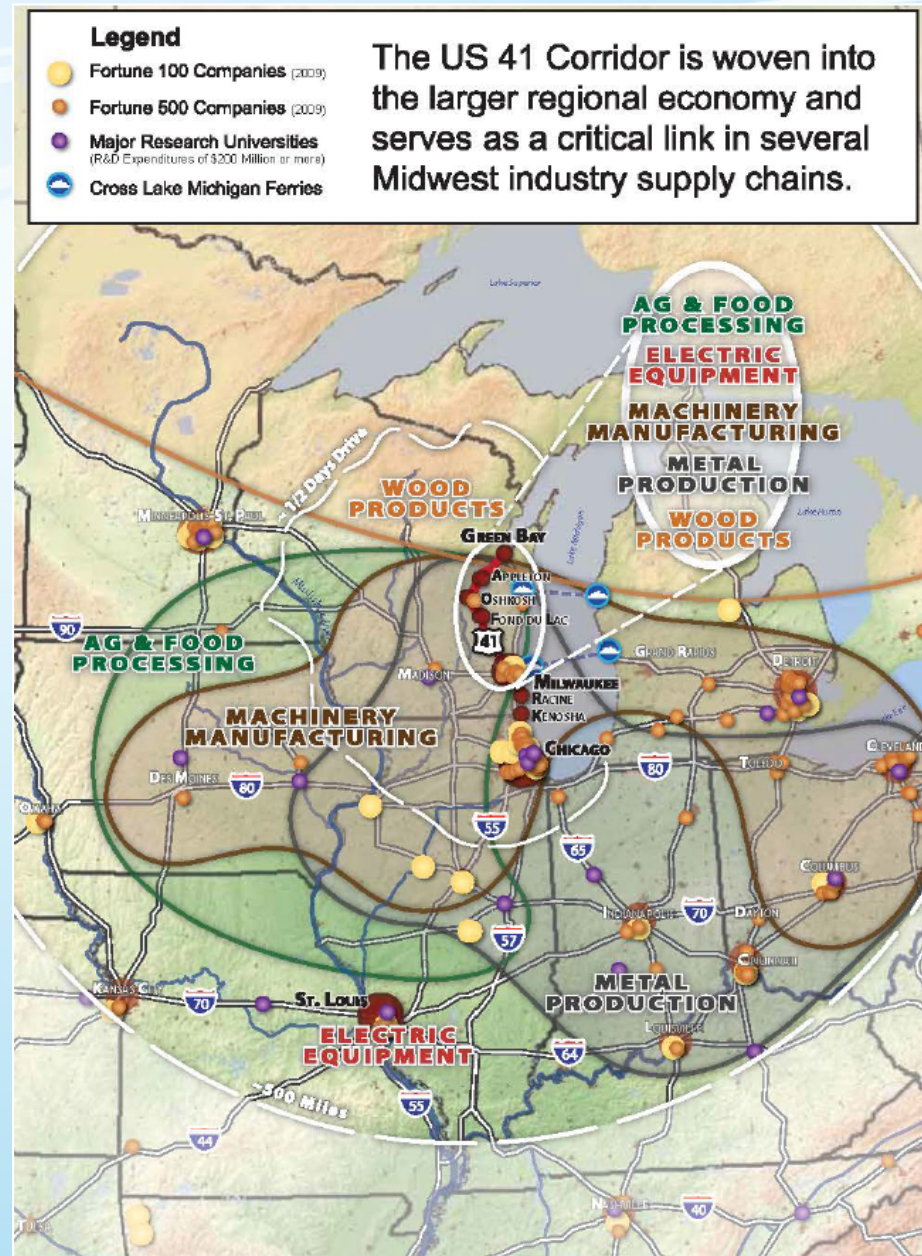 Legend
Fortune 100 Companies (2009)
Fortune 500 Companies (2009)
Major Research Universities
(R&D Expenditures of $200 Million or more)
Cross Lake Michigan Ferries
The US 41 Corridor is woven into
the larger regional economy and
serves as a critical link in several
Midwest industry supply chains.
Lake Superior
AG & FOOD
PROCESSING
ELECTRIC
EQUIPMENT
MACHINERY
MANUFACTURING
METAL
PRODUCTION
WOOD
PRODUCTS
~1/2 Days Drive
WOOD
PRODUCTS
Lake Michigan
Lake Huron
MINNEAPOLIS-ST. PAUL
GREEN BAY
APPLETON
OSHKOSH
FOND DU LAC
41
90
AG & FOOD
PROCESSING
MADISON
GRAND RAPIDS
DETROIT
MILWAUKEE
RACINE
KENOSHA
MACHINERY
MANUFACTURING
CHICAGO
CLEVELAND
TOLEDO
80
DES MOINES
80
OMAHA
55
65
COLUMBUS
INDIANAPOLIS
70
DAYTON
57
CINCINNATI
METAL
PRODUCTION
KANSAS CITY
70
ST. LOUIS
LOUISVILLE
ELECTRIC
EQUIPMENT
64
~500 Miles
55
44
NASHVILLE
40
TULSA